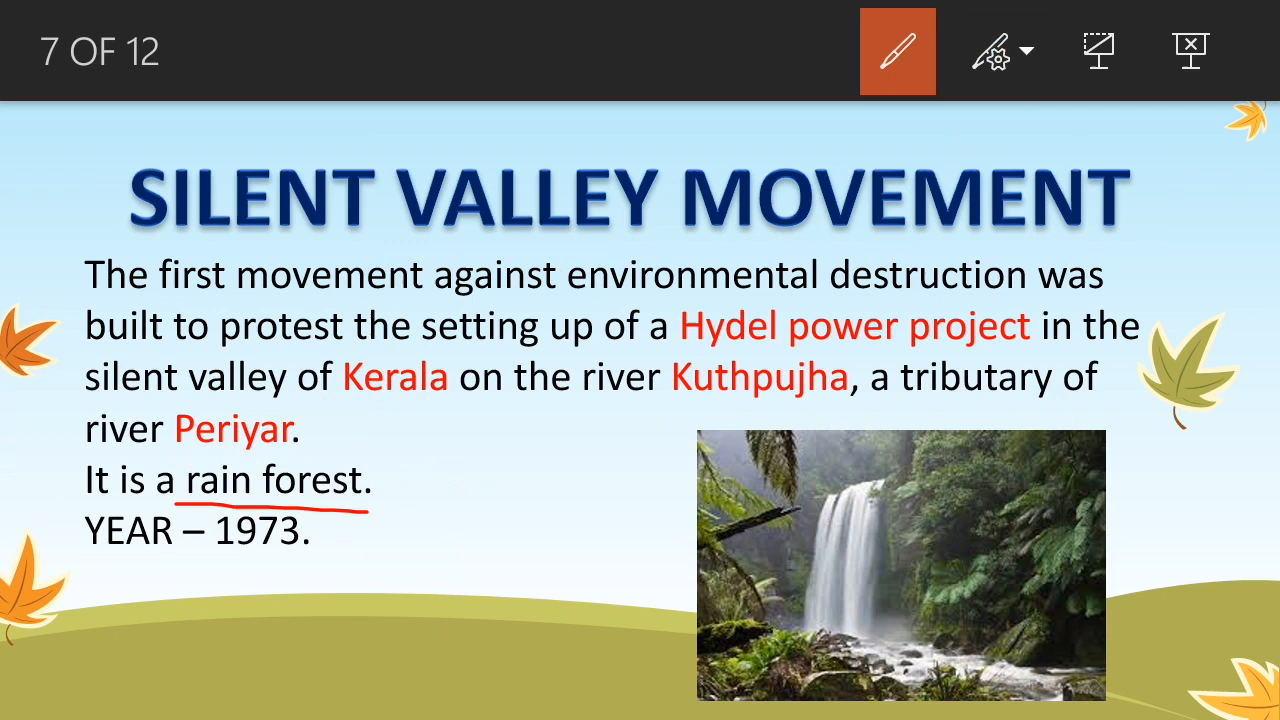 7 OF 12
SILENT VALLEY MOVEMENT
The first movement against environmental destruction was
built to protest the setting up of a Hydel power project in the
silent valley of Kerala on the river Kuthpujha, a tributary of
river Periyar.
It is a rain forest.
YEAR – 1973.